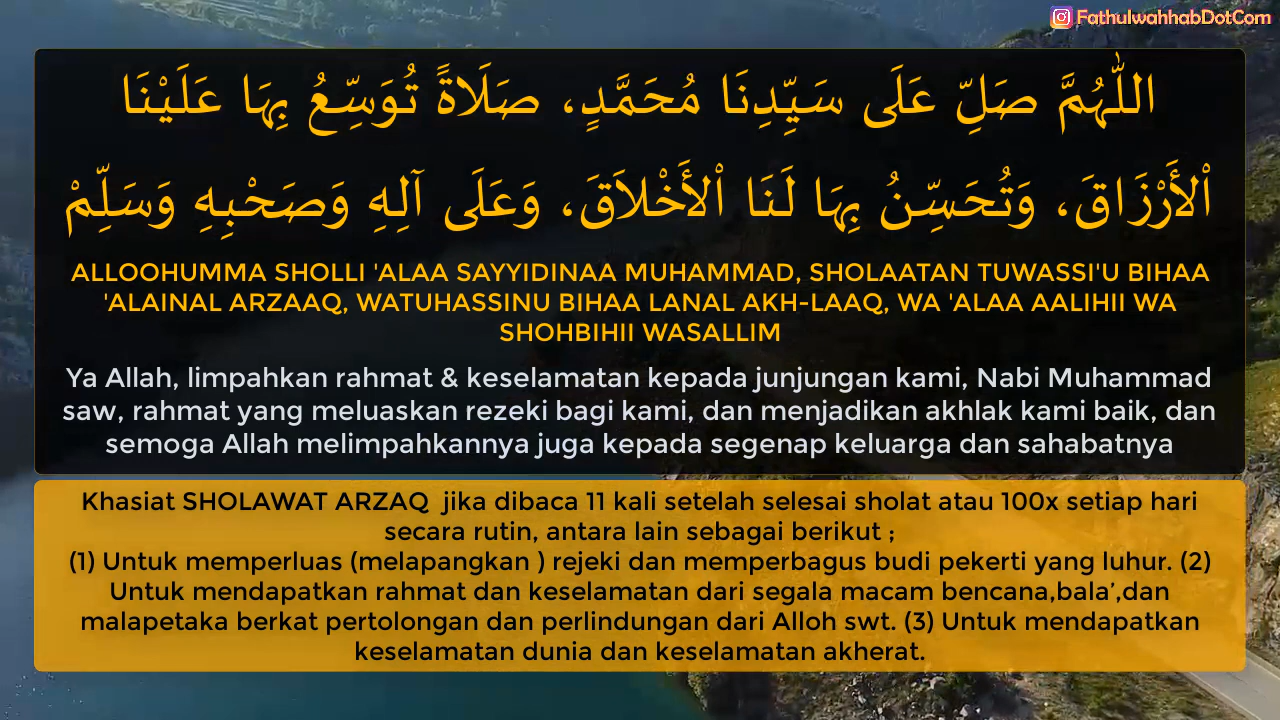 FathulwahhabDotCom
اللّٰهُمَّ صَلِّ عَلَى سَيِّدِنَا مُحَمَّدٍ، صَلَاةً تُوَسِّعُ بِهَا عَلَيْنَا
اْلأَرْزَاقَ، وَتُحَسِّنُ بِهَا لَنَا اْلأَخْلاَقَ، وَعَلَى آلِهِ وَصَحْبِهِ وَسَلِّمْ
ALLOOHUMMA SHOLLI 'ALAA SAYYIDINAA MUHAMMAD, SHOLAATAN TUWASSI'U BIHAA
'ALAINAL ARZAAQ, WATUHASSINU BIHAA LANAL AKH-LAAQ, WA 'ALAA AALIHII WA
SHOHBIHII WASALLIM
Ya Allah, limpahkan rahmat & keselamatan kepada junjungan kami, Nabi Muhammad
saw, rahmat yang meluaskan rezeki bagi kami, dan menjadikan akhlak kami baik, dan
semoga Allah melimpahkannya juga kepada segenap keluarga dan sahabatnya
Khasiat SHOLAWAT ARZAQ  jika dibaca 11 kali setelah selesai sholat atau 100x setiap hari
secara rutin, antara lain sebagai berikut ;
(1) Untuk memperluas (melapangkan ) rejeki dan memperbagus budi pekerti yang luhur. (2)
Untuk mendapatkan rahmat dan keselamatan dari segala macam bencana,bala’,dan
malapetaka berkat pertolongan dan perlindungan dari Alloh swt. (3) Untuk mendapatkan
keselamatan dunia dan keselamatan akherat.